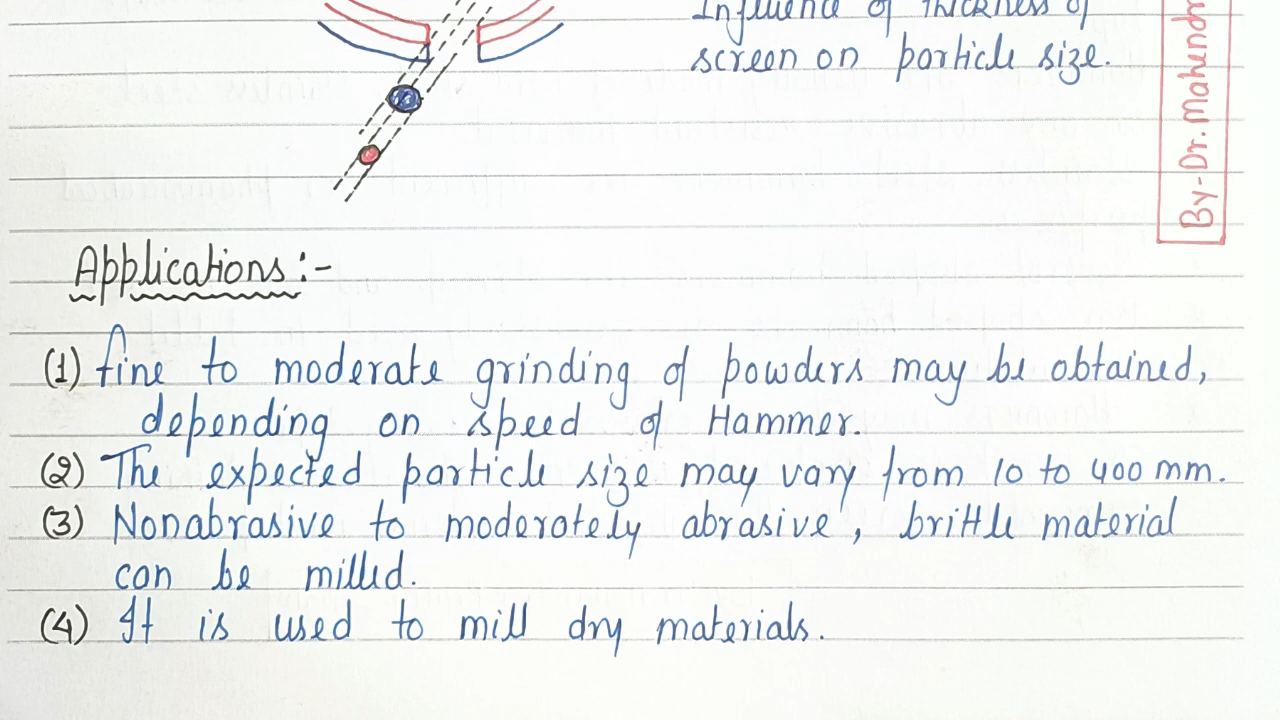 Influence of thickness of
screen on particle size.
By-Dr. Mahendr
Applications:-
(1) fine to moderate grinding of powders may be obtained,
depending on speed of Hammer.
(2) The expected particle size may vary from 10 to 400 mm.
(3) Nonabrasive to moderately abrasive, brittle material
can be milled.
(4) It is used to mill dry materials.